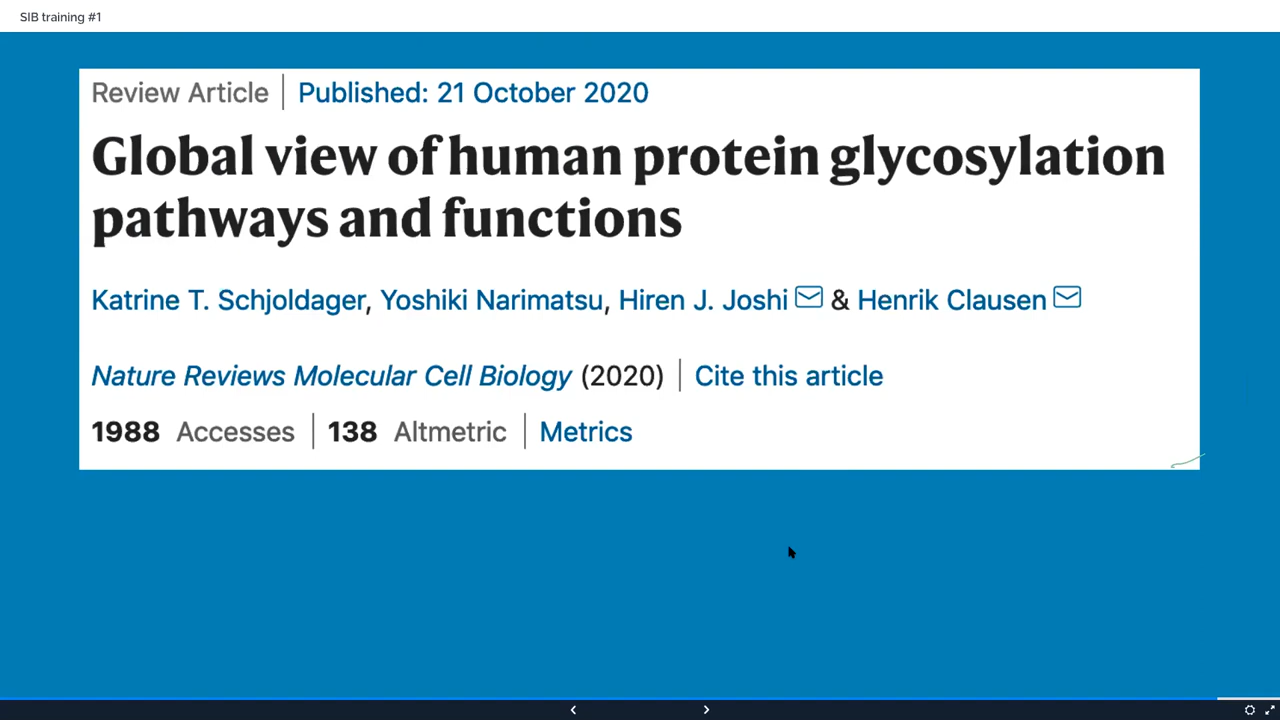 SIB training #1
Review Article | Published: 21 October 2020
Global view of human protein glycosylation
pathways and functions
Katrine T. Schjoldager, Yoshiki Narimatsu, Hiren J. Joshi & Henrik Clausen
Nature Reviews Molecular Cell Biology (2020) | Cite this article
1988 Accesses | 138 Altmetric | Metrics